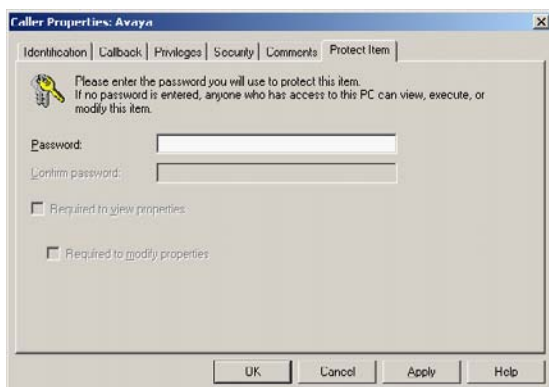 Caller Properties: Avaya
Identification Callback Privileges Security Comments Protect Item
Please enter the password you will use to protect this item.
If no password is entered, anyone who has access to this PC can view, execute, or
modify this item.
Password:
Confirm password:
Required to view properties
Required to modify properties
OK Cancel Apply Help